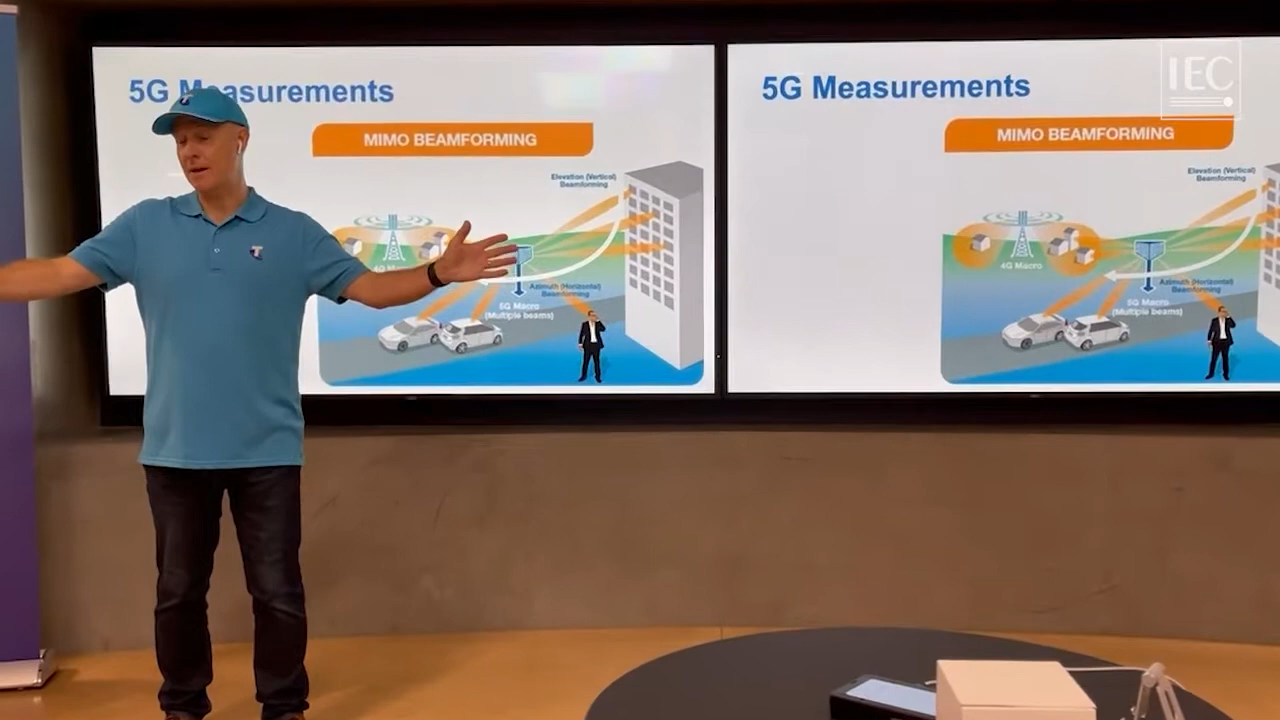 5G Measurements
MIMO BEAMFORMING
Elevation (Vertical)
Beamforming
4G M
Azimuth (Horizontal)
Beamforming
5G Macro
(Multiple beams)
5G Measurements
MIMO BEAMFORMING
Elevation (Vertical)
Beamforming
4G Macro
Azimuth (Horizontal)
Beamforming
5G Macro
(Multiple beams)
IEC
T
T